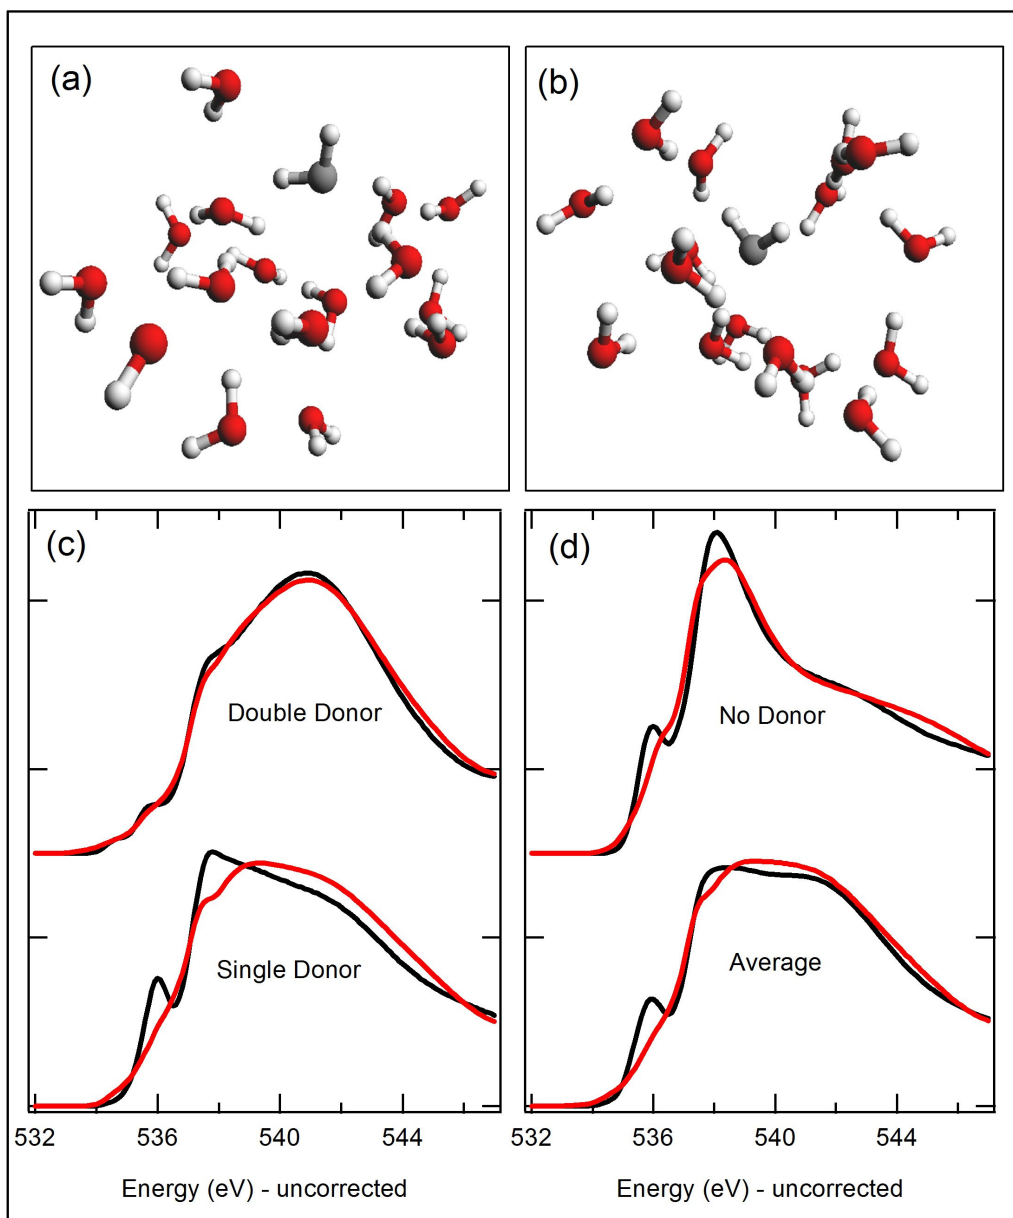 (a)
(b)
(c)
(d)
Double Donor
No Donor
Single Donor
Average
532 536 540 544 532 536 540 544
Energy (eV) - uncorrected Energy (eV) - uncorrected